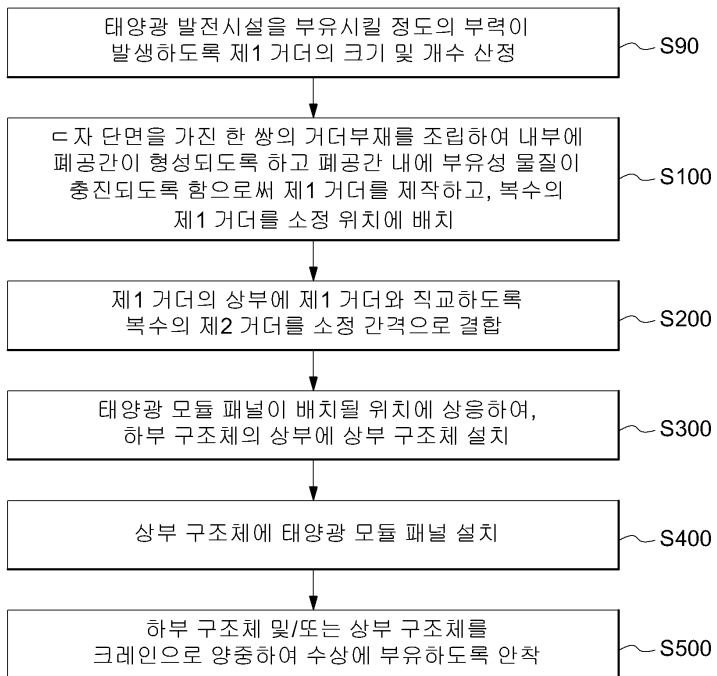 태양광 발전시설을 부유시킬 정도의 부력이
발생하도록 제1 거더의 크기 및 개수 산정
S90
ㄷ자 단면을 가진 한 쌍의 거더부재를 조립하여 내부에
폐공간이 형성되도록 하고 폐공간 내에 부유성 물질이
충진되도록 함으로써 제1 거더를 제작하고, 복수의
제1 거더를 소정 위치에 배치
S100
제1 거더의 상부에 제1 거더와 직교하도록
복수의 제2 거더를 소정 간격으로 결합
S200
태양광 모듈 패널이 배치될 위치에 상응하여,
하부 구조체의 상부에 상부 구조체 설치
S300
상부 구조체에 태양광 모듈 패널 설치
S400
하부 구조체 및/또는 상부 구조체를
크레인으로 양중하여 수상에 부유하도록 안착
S500